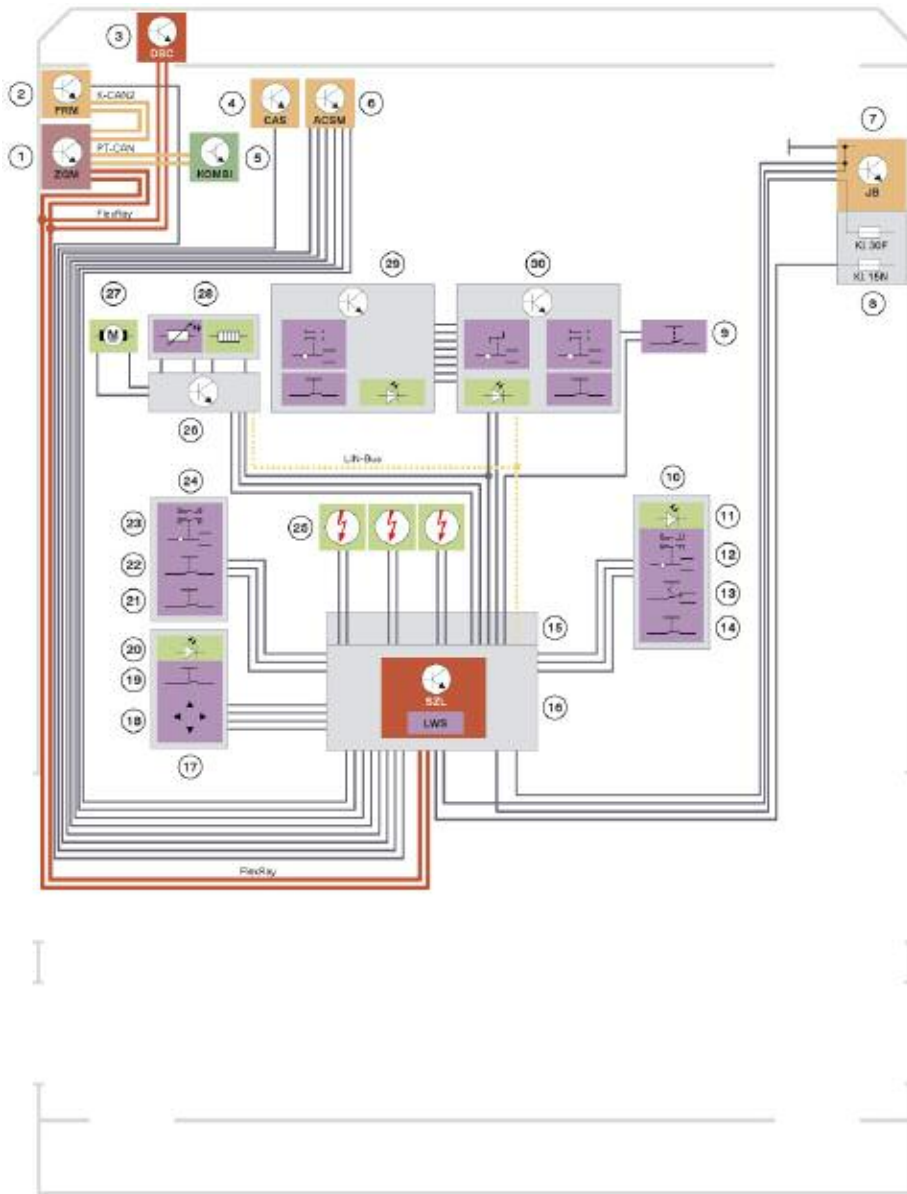 3
DSC
2
K-CAN2
FRM
4
CAS
ACSM
6
7
1
PT-CAN
ZGM
KOMBI
5
JB
FlexRay
Kl. 30F
Kl. 15N
8
29
30
27
28
M
9
26
LIN-Bus
24
10
23
25
11
12
22
13
21
14
15
20
19
SZL
16
18
LWS
17
FlexRay